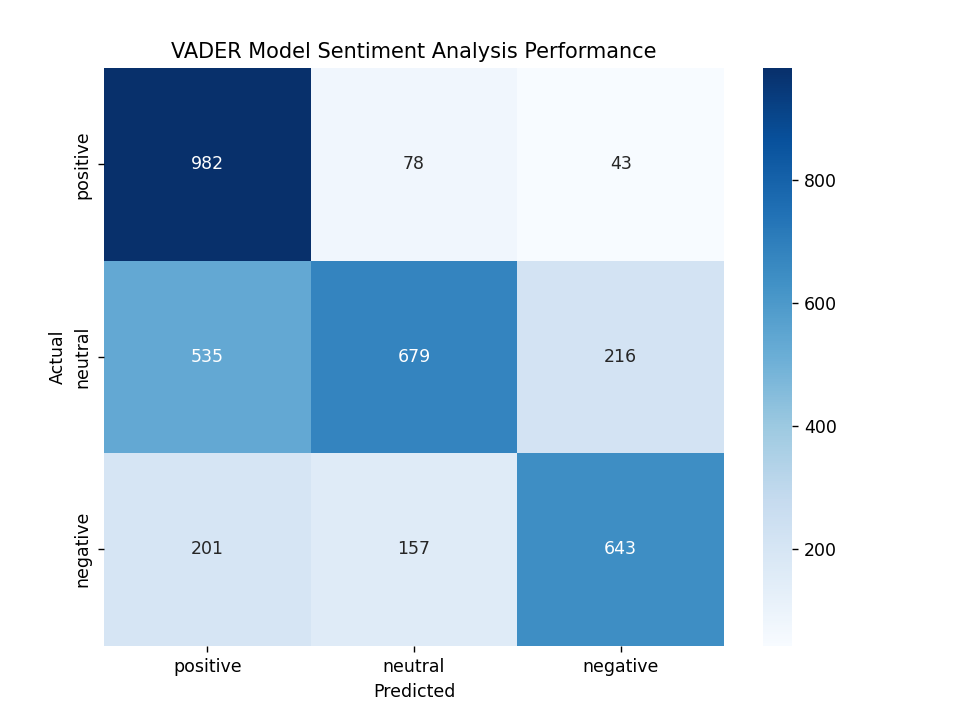 VADER Model Sentiment Analysis Performance
positive
982
78
43
800
600
Actual
neutral
535
679
216
400
negative
201
157
643
200
positive
neutral
negative
Predicted